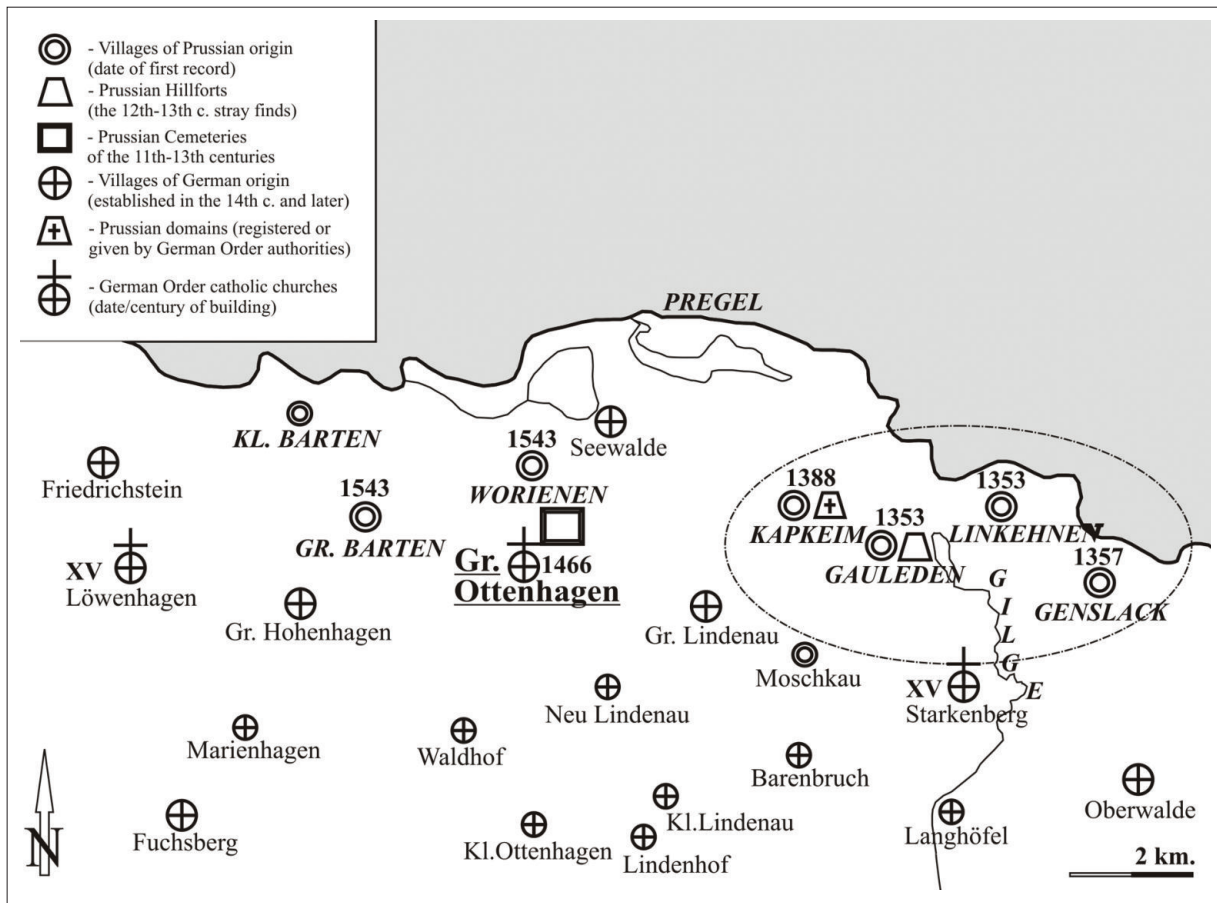 - Villages of Prussian origin
(date of first record)
- Prussian Hillforts
(the 12th-13th c. stray finds)
- Prussian Cemeteries
of the 11th-13th centuries
- Villages of German origin
(established in the 14th c. and later)
- Prussian domains (registered or
given by German Order authorities)
- German Order catholic churches
(date/century of building)
PREGEL
KL. BARTEN
Seewalde
Friedrichstein
1543
WORIENEN
1543
GR. BARTEN
1388
KAPKEIM
1353
GAULEDEN
1353
LINKEHNEN
1357
GENSLACK
XV
Löwenhagen
1466
Gr.
Ottenhagen
Gr. Hohenhagen
Gr. Lindenau
Moschkau
GILGE
XV
Starkenberg
Neu Lindenau
Marienhagen
Waldhof
Barenbruch
Oberwalde
Fuchsberg
Kl.Ottenhagen
Kl.Lindenau
Lindenhof
Langhöfel
N
2 km.